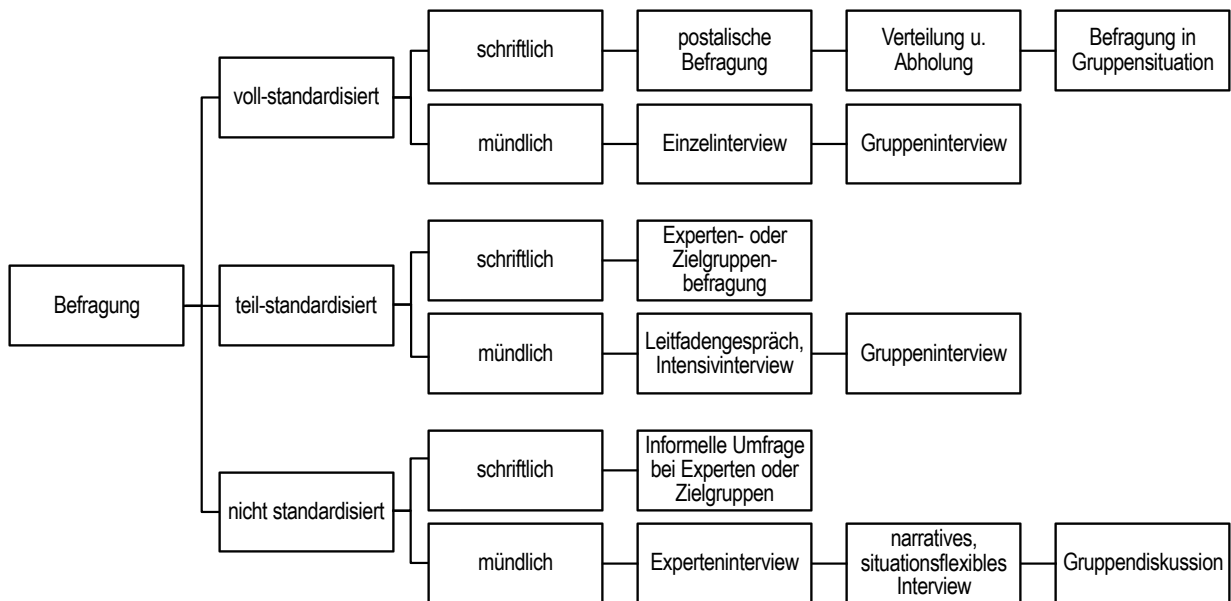 schriftlich
postalische
Befragung
Verteilung u.
Abholung
Befragung in
Gruppensituation
voll-standardisiert
mündlich
Einzelinterview
Gruppeninterview
Befragung
teil-standardisiert
schriftlich
Experten- oder
Zielgruppen-
befragung
mündlich
Leitfadengespräch,
Intensivinterview
Gruppeninterview
nicht standardisiert
schriftlich
Informelle Umfrage
bei Experten oder
Zielgruppen
mündlich
Experteninterview
narratives,
situationsflexibles
Interview
Gruppendiskussion